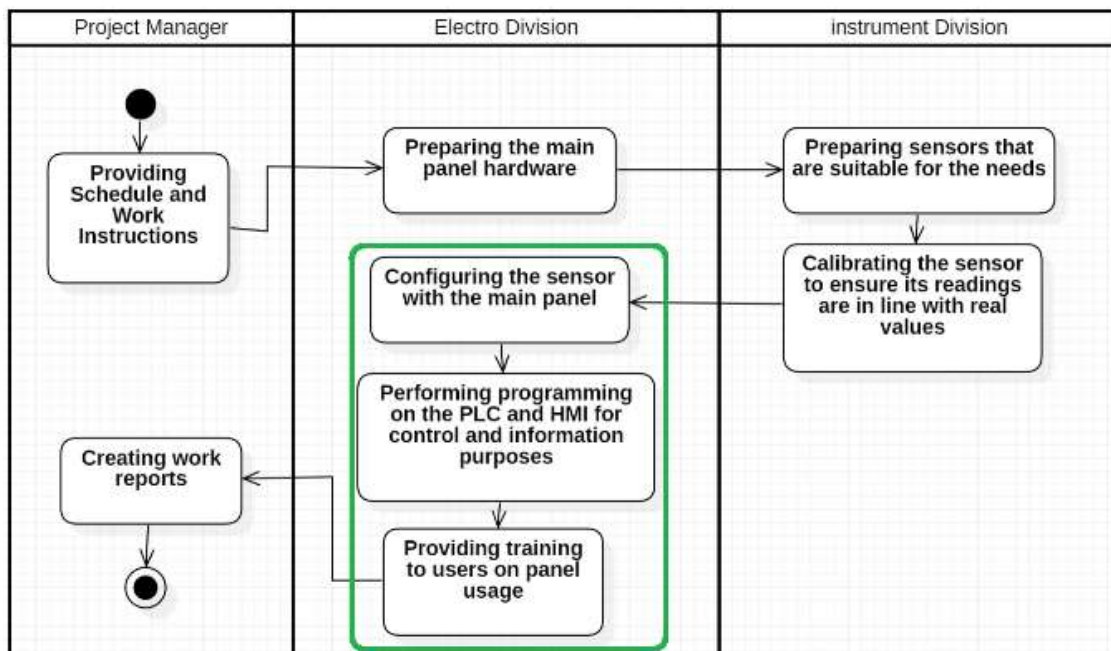 Project Manager
Electro Division
instrument Division
Providing
Schedule and
Work
Instructions
Preparing the main
panel hardware
Preparing sensors that
are suitable for the needs
Calibrating the sensor
to ensure its readings
are in line with real
values
Configuring the sensor
with the main panel
Performing programming
on the PLC and HMI for
control and information
purposes
Providing training
to users on panel
usage
Creating work
reports